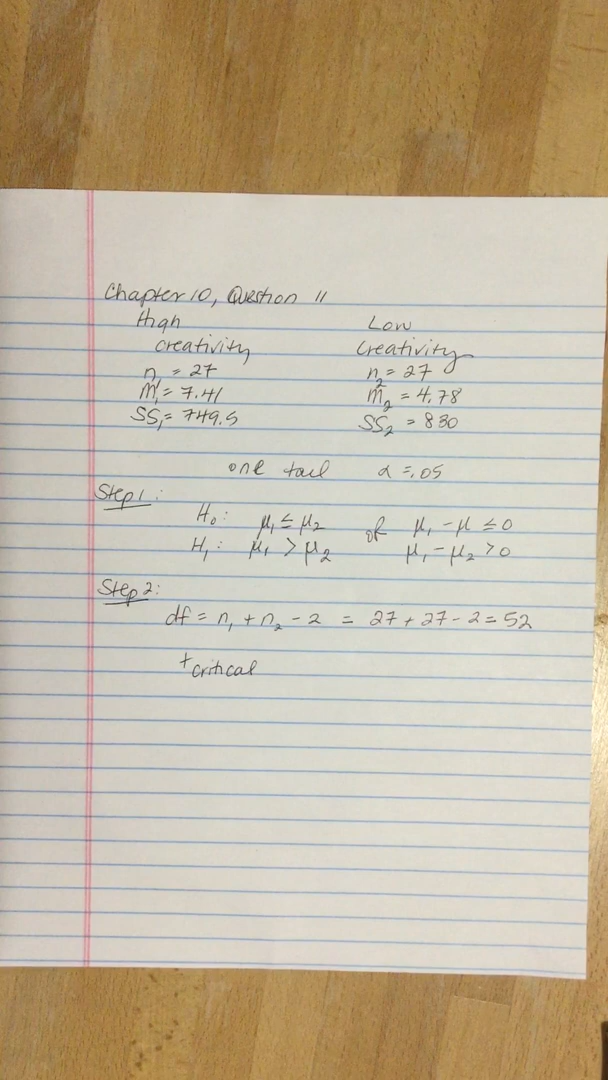 Chapter 10, Question 11
High Low
creativity Creativity
n₁ = 27 n₂ = 27
m₁ = 7.41 m₂ = 4.78
SS₁ = 749.5 SS₂ = 830
one tail α = .05
Step 1:
H₀: μ₁ ≤ μ₂ of μ₁ - μ ≤ 0
H₁: μ₁ > μ₂ μ₁ - μ₂ > 0
Step 2:
df = n₁ + n₂ - 2 = 27 + 27 - 2 = 52
t critical